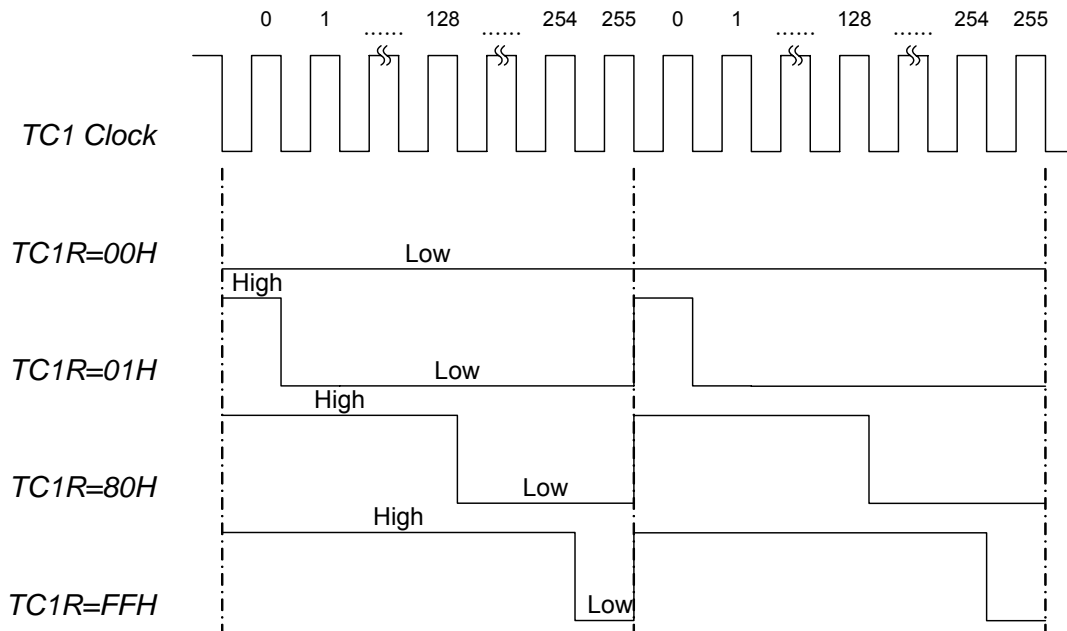 0 1 ...... 128 ...... 254 255 0 1 ...... 128 ...... 254 255
TC1 Clock
TC1R=00H
Low
High
TC1R=01H
Low
High
TC1R=80H
Low
High
TC1R=FFH
Low